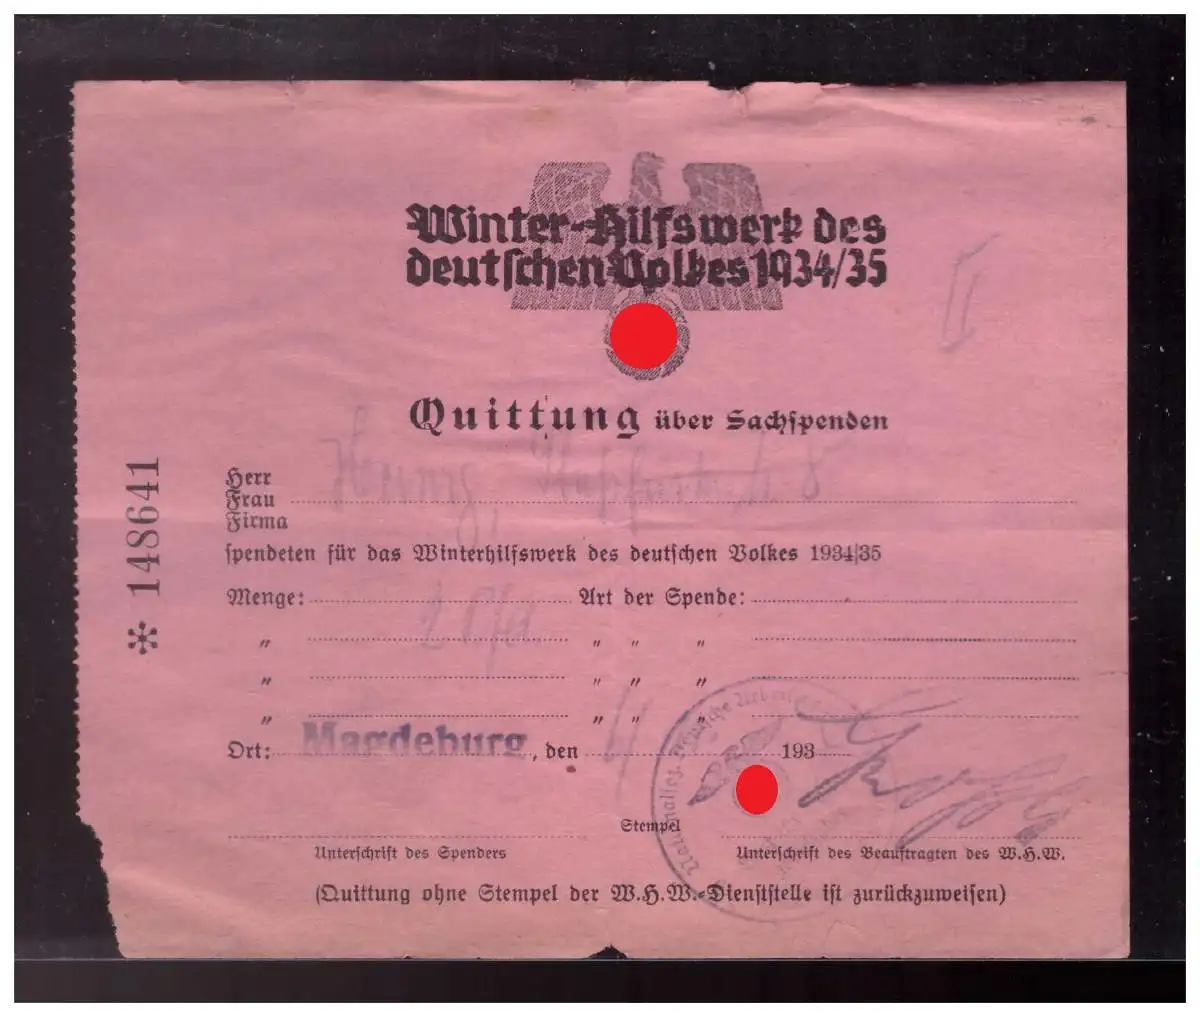 Winter-Hilfswerk des
deutschen Volkes 1934/35
Quittung über Sachspenden
Herr
Frau
Firma
spendeten für das Winterhilfswerk des deutschen Volkes 1934/35
Menge: Art der Spende:
" " " "
" " " "
" " " "
Ort: Magdeburg, den 193
Stempel
Unterschrift des Spenders Unterschrift des Beauftragten des W.H.W.
(Quittung ohne Stempel der W.H.W.-Dienststelle ist zurückzuweisen)
* 148641